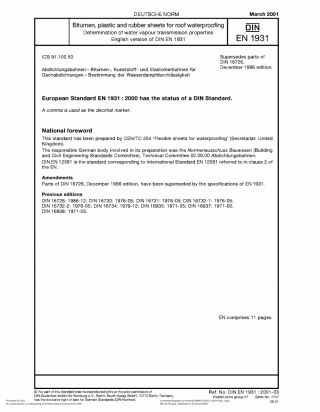 DEUTSCHE NORM
March 2001
Bitumen, plastic and rubber sheets for roof waterproofing
Determination of water vapour transmission properties
English version of DIN EN 1931
DIN
EN 1931
ICS 91.100.50
Supersedes parts of
DIN 16726,
December 1986 edition.
Abdichtungsbahnen – Bitumen-, Kunststoff- und Elastomerbahnen für
Dachabdichtungen – Bestimmung der Wasserdampfdurchlässigkeit
European Standard EN 1931 : 2000 has the status of a DIN Standard.
A comma is used as the decimal marker.
National foreword
This standard has been prepared by CEN/TC 254 'Flexible sheets for waterproofing' (Secretariat: United
Kingdom).
The responsible German body involved in its preparation was the Normenausschuss Bauwesen (Building
and Civil Engineering Standards Committee), Technical Committee 02.09.00 Abdichtungsbahnen.
DIN EN 12591 is the standard corresponding to International Standard EN 12591 referred to in clause 2 of
the EN.
Amendments
Parts of DIN 16726, December 1986 edition, have been superseded by the specifications of EN 1931.
Previous editions
DIN 16726: 1986-12; DIN 16730: 1976-05; DIN 16731: 1976-05; DIN 16732-1: 1976-05;
DIN 16732-2: 1976-05; DIN 16734: 1979-12; DIN 16935: 1971-05; DIN 16937: 1971-05;
DIN 16938: 1971-05.
EN comprises 11 pages.
No part of this standard may be reproduced without the prior permission of
DIN Deutsches Institut für Normung e.V., Berlin. Beuth Verlag GmbH, 10772 Berlin, Germany,
has the exclusive right of sale for German Standards (DIN-Normen).
Ref. No. DIN EN 1931 : 2001-03
English price group 07 Sales No. 1107